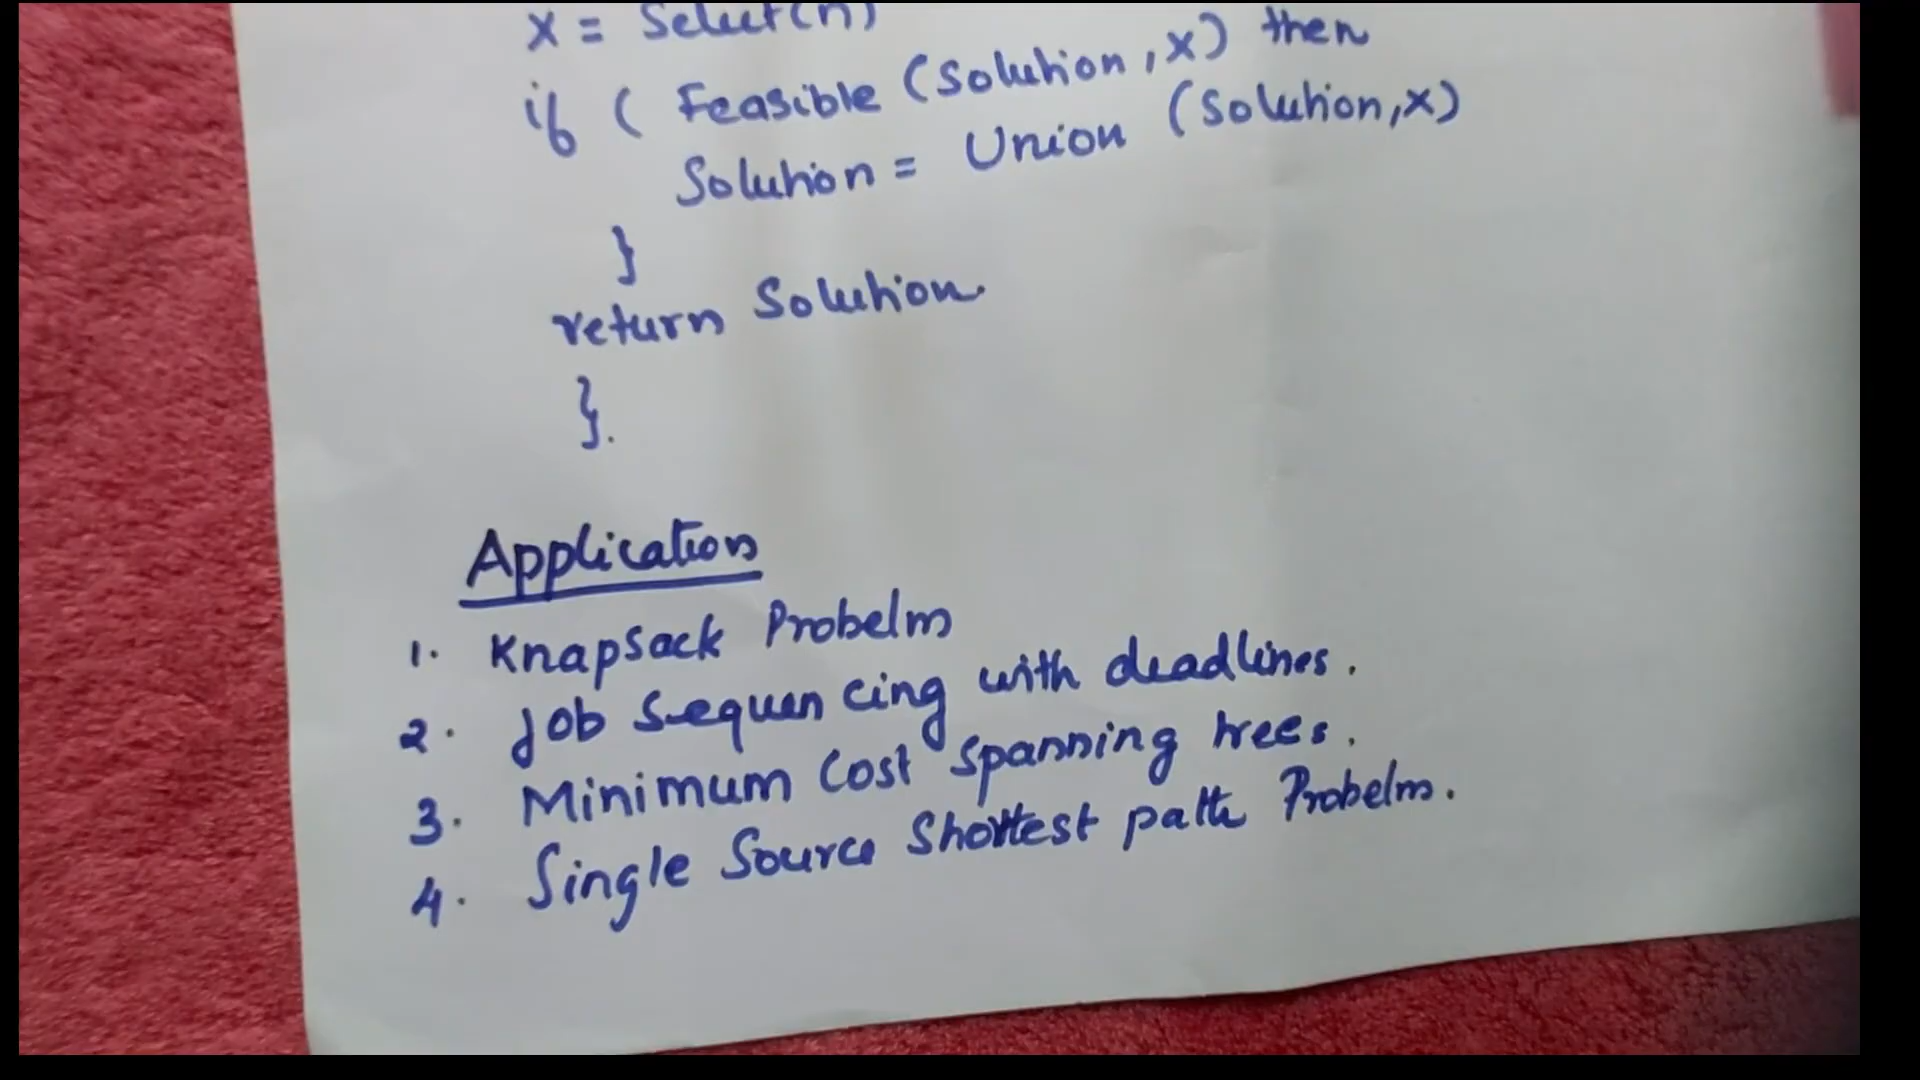 x = Select(n)
if ( Feasible (Solution, x) then
Solution = Union (Solution, x)
}
return Solution.
}.
Application
1. Knapsack Probelm
2. Job Sequencing with deadlines.
3. Minimum Cost Spanning trees.
4. Single Source Shortest path Probelm.